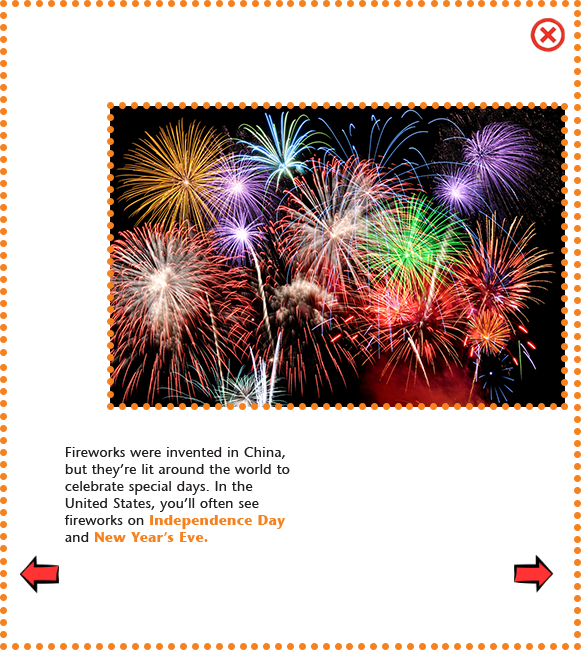 Fireworks were invented in China,
but they’re lit around the world to
celebrate special days. In the
United States, you’ll often see
fireworks on Independence Day
and New Year’s Eve.